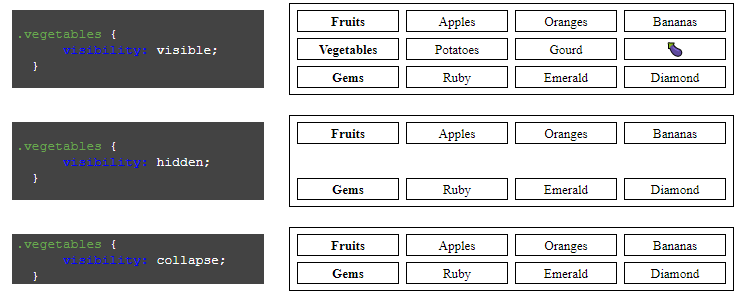 .vegetables {
visibility: visible;
}
Fruits Apples Oranges Bananas
Vegetables Potatoes Gourd 🍆
Gems Ruby Emerald Diamond
.vegetables {
visibility: hidden;
}
Fruits Apples Oranges Bananas
Gems Ruby Emerald Diamond
.vegetables {
visibility: collapse;
}
Fruits Apples Oranges Bananas
Gems Ruby Emerald Diamond